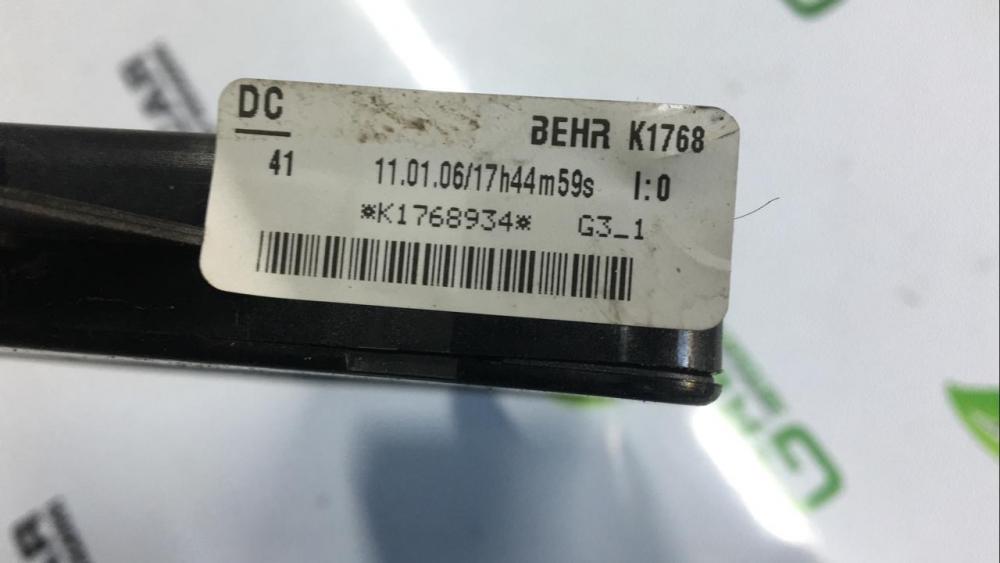 DC
BEHR K1768
41
11.01.06/17h44m59s I:0
*K1768934* G3_1